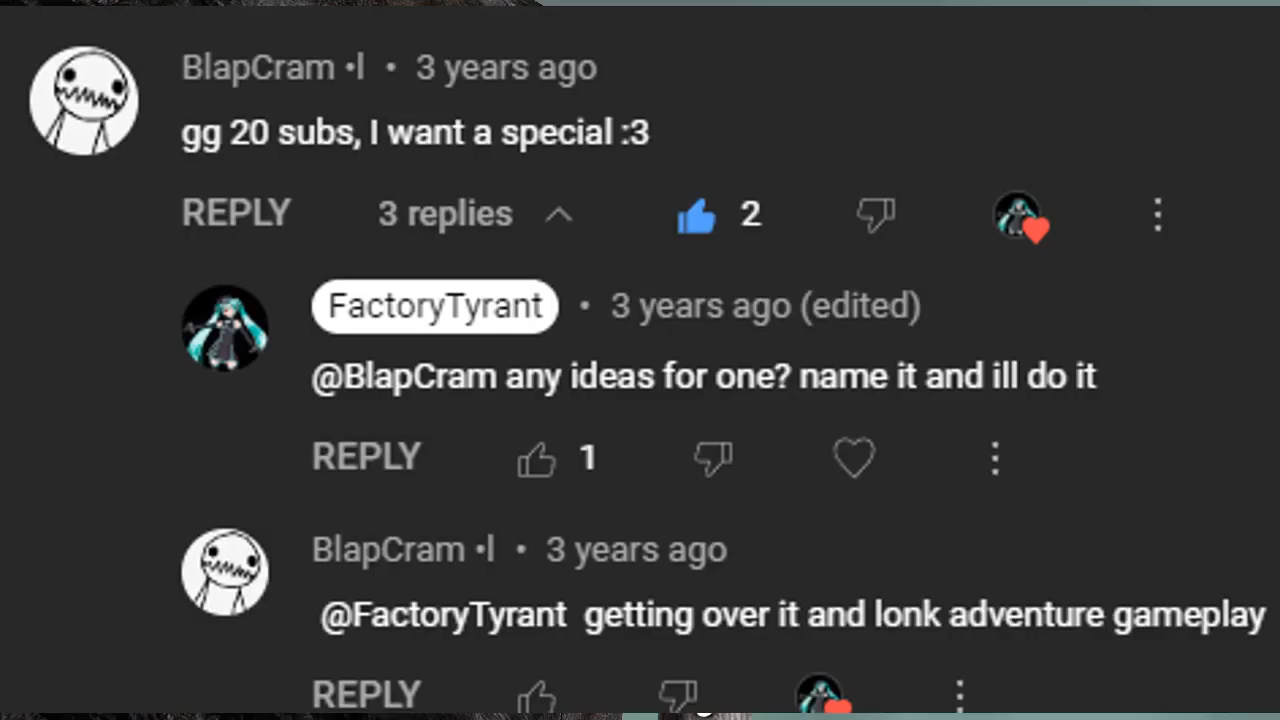 BlapCram •l • 3 years ago
gg 20 subs, I want a special :3
REPLY 3 replies 2
FactoryTyrant • 3 years ago (edited)
@BlapCram any ideas for one? name it and ill do it
REPLY 1
BlapCram •l • 3 years ago
@FactoryTyrant getting over it and lonk adventure gameplay
REPLY